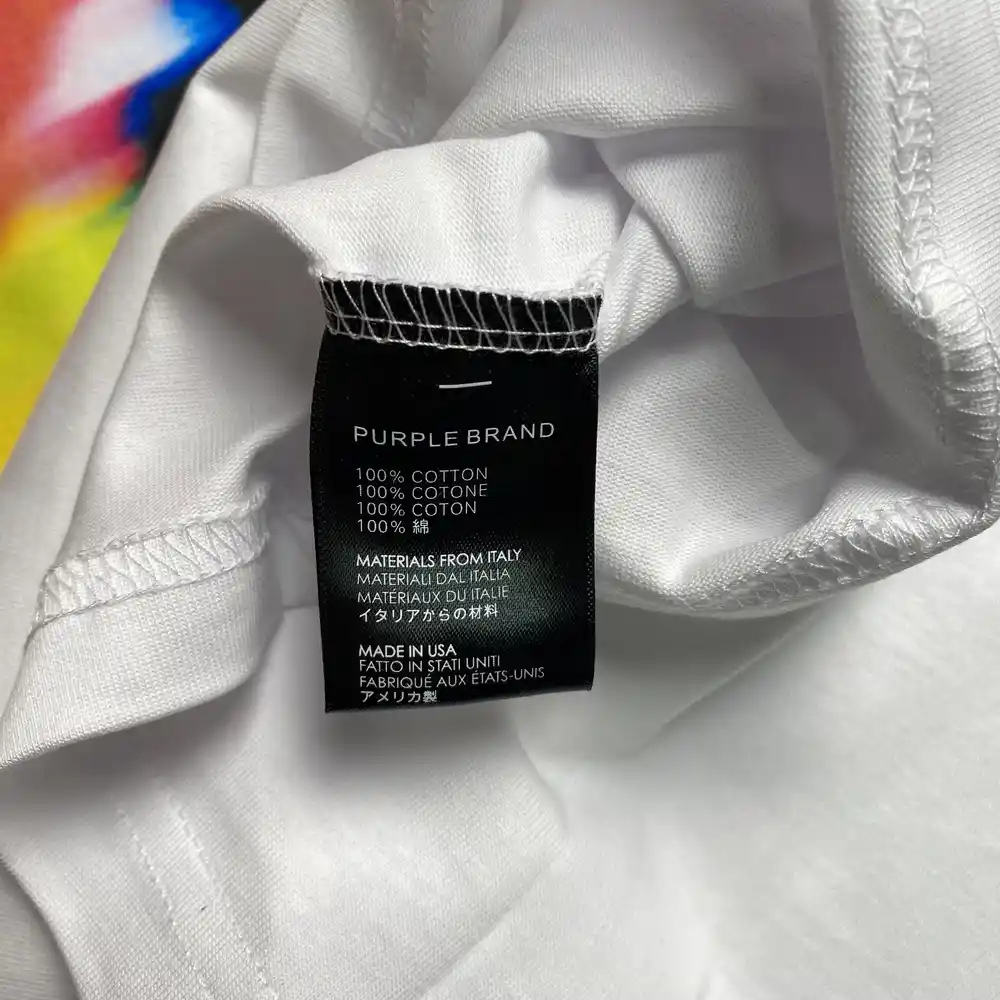 PURPLE BRAND
100% COTTON
100% COTONE
100% COTON
100% 綿
MATERIALS FROM ITALY
MATERIALI DAL ITALIA
MATÉRIAUX DU ITALIE
イタリアからの材料
MADE IN USA
FATTO IN STATI UNITI
FABRIQUÉ AUX ÉTATS-UNIS
アメリカ製